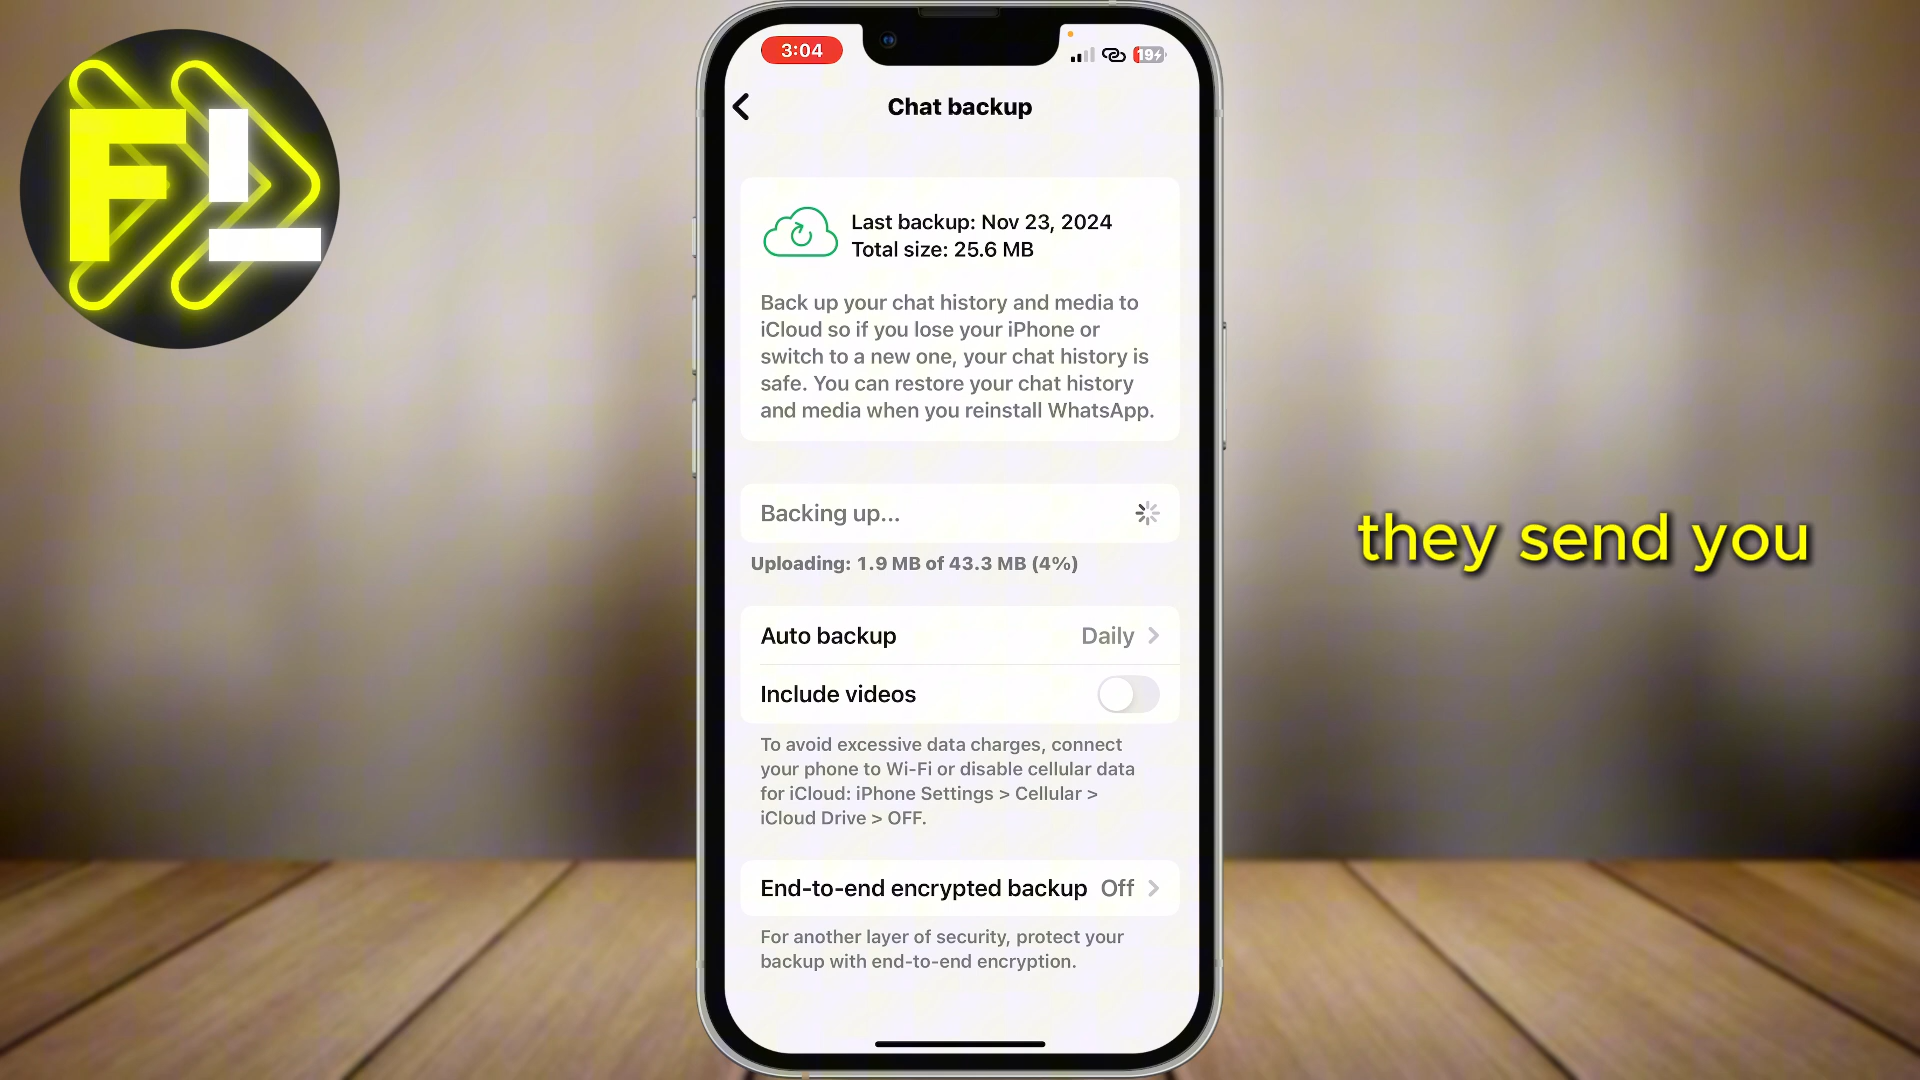 FL
3:04
19
Chat backup
Last backup: Nov 23, 2024
Total size: 25.6 MB
Back up your chat history and media to
iCloud so if you lose your iPhone or
switch to a new one, your chat history is
safe. You can restore your chat history
and media when you reinstall WhatsApp.
Backing up...
Uploading: 1.9 MB of 43.3 MB (4%)
they send you
Auto backup Daily
Include videos
To avoid excessive data charges, connect
your phone to Wi-Fi or disable cellular data
for iCloud: iPhone Settings > Cellular >
iCloud Drive > OFF.
End-to-end encrypted backup Off
For another layer of security, protect your
backup with end-to-end encryption.